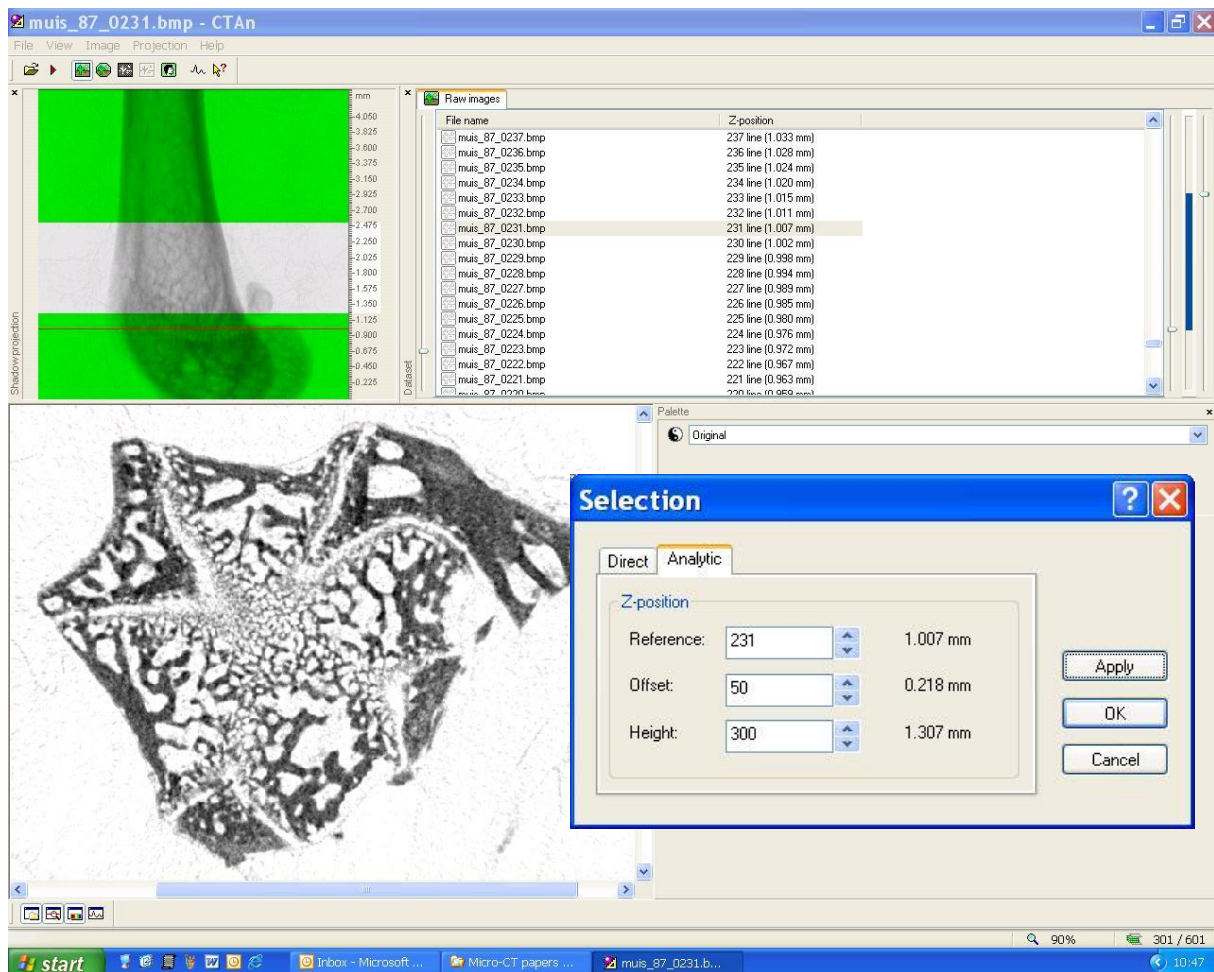 muis_87_0231.bmp - CTAn
File View Image Projection Help
Shadow projection
mm
4.050
3.825
3.600
3.375
3.150
2.925
2.700
2.475
2.250
2.025
1.800
1.575
1.350
1.125
0.900
0.675
0.450
0.225
Dataset
Raw images
File name Z-position
muis_87_0237.bmp 237 line (1.033 mm)
muis_87_0236.bmp 236 line (1.028 mm)
muis_87_0235.bmp 235 line (1.024 mm)
muis_87_0234.bmp 234 line (1.020 mm)
muis_87_0233.bmp 233 line (1.015 mm)
muis_87_0232.bmp 232 line (1.011 mm)
muis_87_0231.bmp 231 line (1.007 mm)
muis_87_0230.bmp 230 line (1.002 mm)
muis_87_0229.bmp 229 line (0.998 mm)
muis_87_0228.bmp 228 line (0.994 mm)
muis_87_0227.bmp 227 line (0.989 mm)
muis_87_0226.bmp 226 line (0.985 mm)
muis_87_0225.bmp 225 line (0.980 mm)
muis_87_0224.bmp 224 line (0.976 mm)
muis_87_0223.bmp 223 line (0.972 mm)
muis_87_0222.bmp 222 line (0.967 mm)
muis_87_0221.bmp 221 line (0.963 mm)
muis_87_0220.bmp 220 line (0.959 mm)
Palette
Original
Selection
Direct Analytic
Z-position
Reference: 231 1.007 mm
Offset: 50 0.218 mm
Height: 300 1.307 mm
Apply
OK
Cancel
90% 301 / 601
start Inbox - Microsoft ... Micro-CT papers ... muis_87_0231.b... 10:47